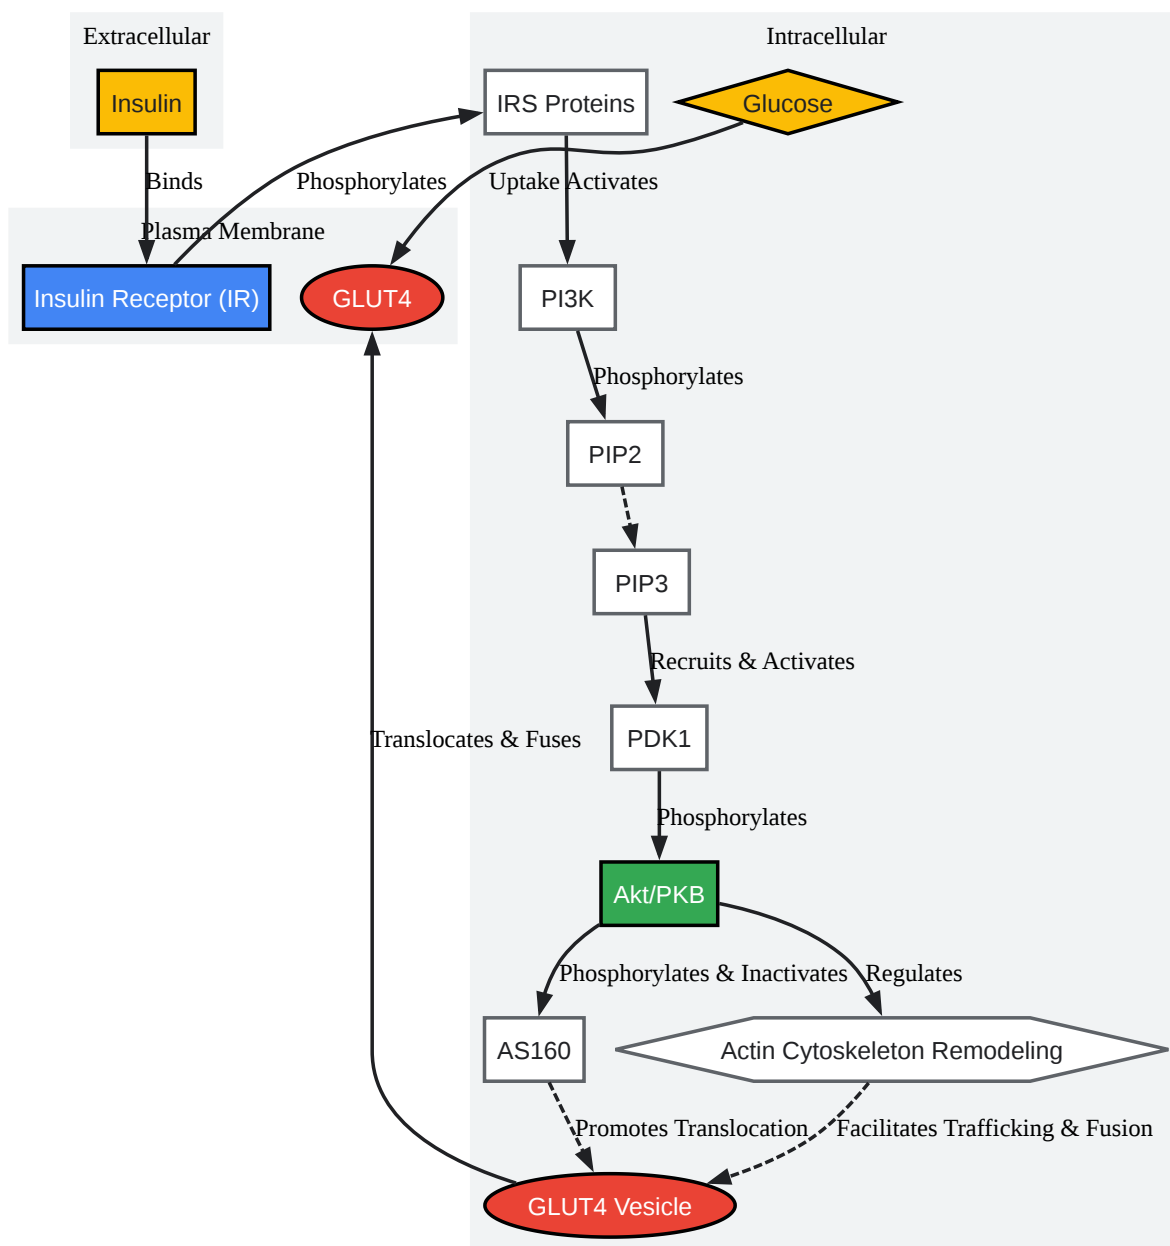 Extracellular
Intracellular
Insulin
IRS Proteins
Glucose
Binds
Phosphorylates
Uptake
Activates
Plasma Membrane
Insulin Receptor (IR)
GLUT4
PI3K
Phosphorylates
PIP2
PIP3
Recruits & Activates
PDK1
Translocates & Fuses
Phosphorylates
Akt/PKB
Phosphorylates & Inactivates
Regulates
AS160
Actin Cytoskeleton Remodeling
Promotes Translocation
Facilitates Trafficking & Fusion
GLUT4 Vesicle